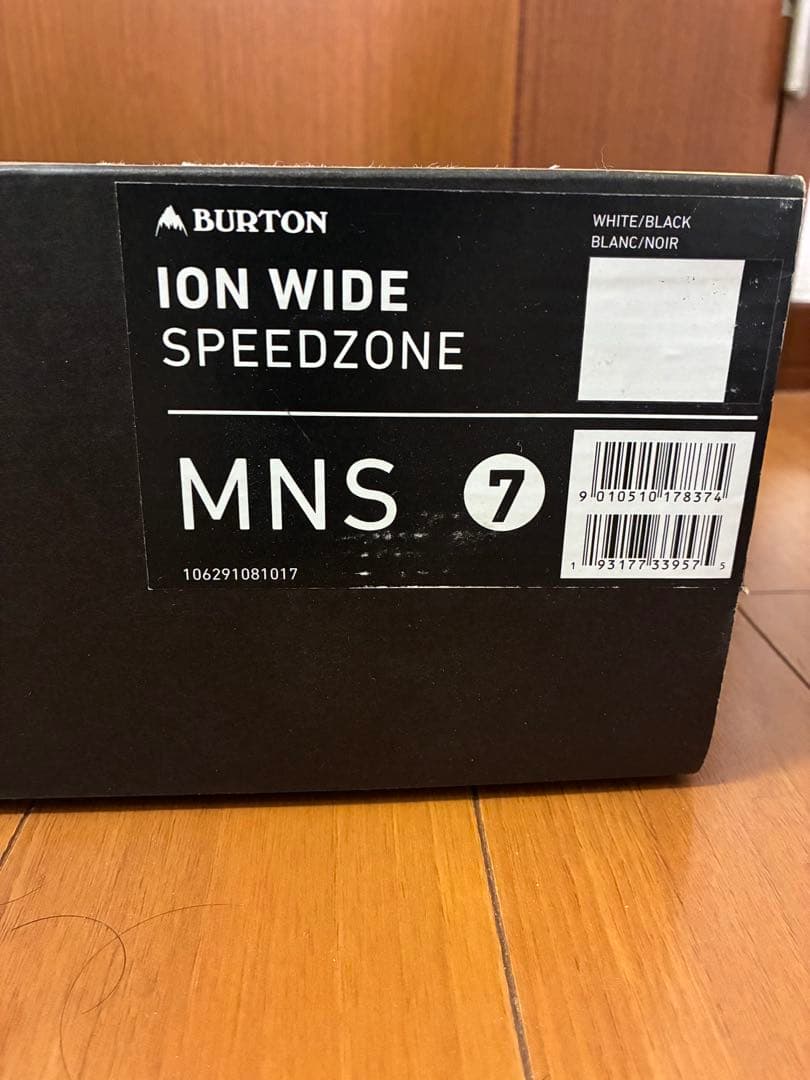 BURTON
ION WIDE
SPEEDZONE
WHITE/BLACK
BLANC/NOIR
MNS 7
106291081017
9 010510 178374
1 93177 33957 5